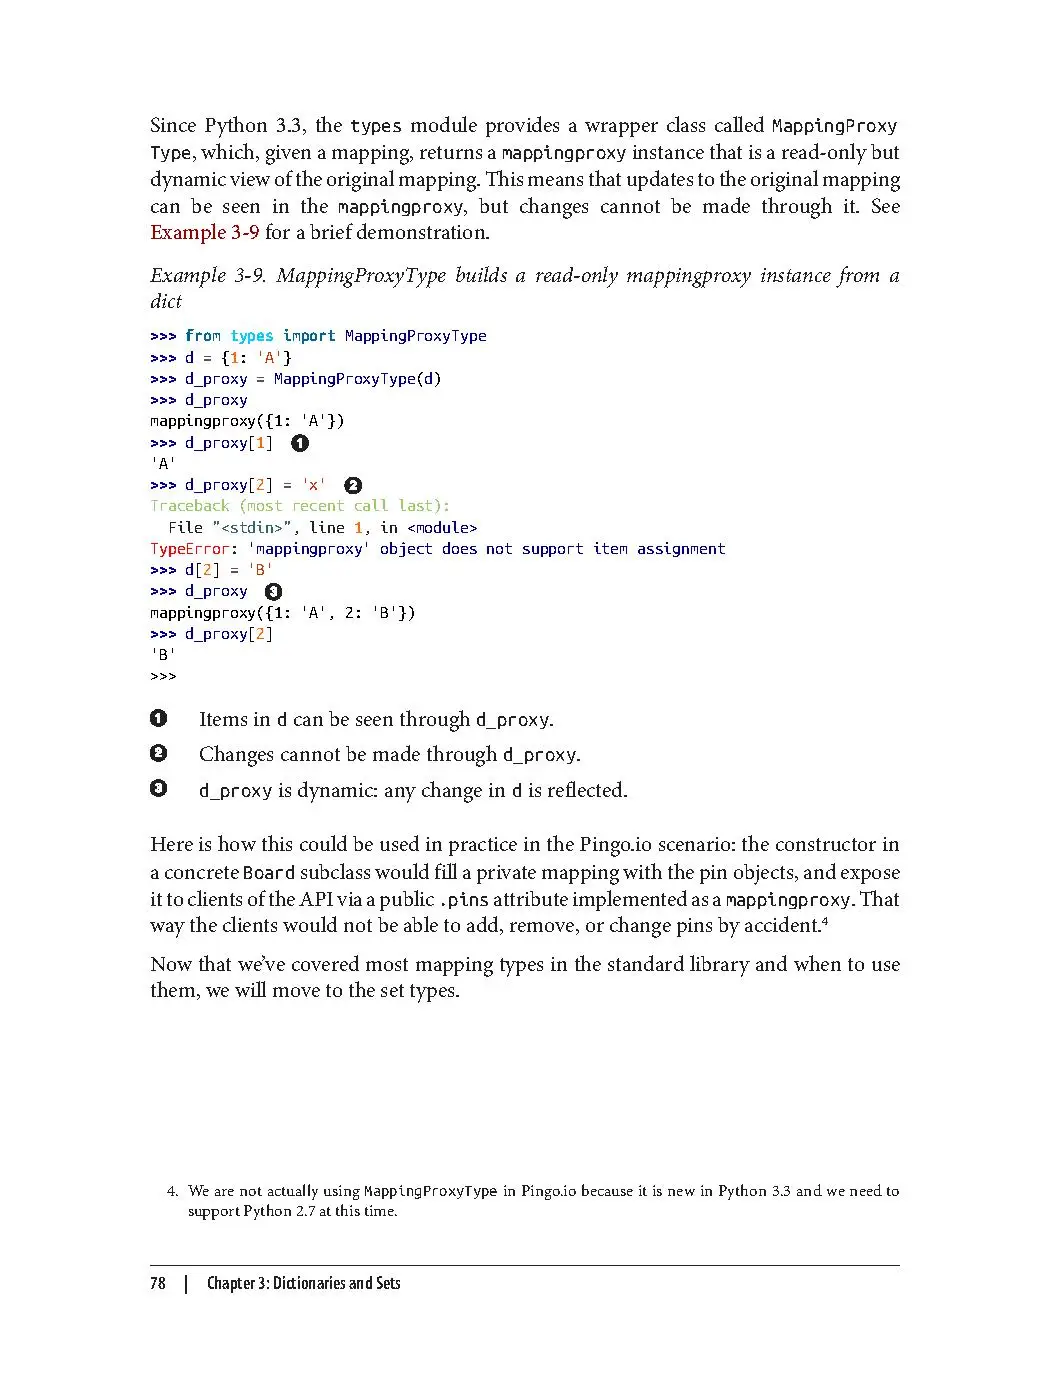 Since Python 3.3, the types module provides a wrapper class called MappingProxy
Type, which, given a mapping, returns a mappingproxy instance that is a read-only but
dynamic view of the original mapping. This means that updates to the original mapping
can be seen in the mappingproxy, but changes cannot be made through it. See
Example 3-9 for a brief demonstration.
Example 3-9. MappingProxyType builds a read-only mappingproxy instance from a
dict
>>> from types import MappingProxyType
>>> d = {1: 'A'}
>>> d_proxy = MappingProxyType(d)
>>> d_proxy
mappingproxy({1: 'A'})
>>> d_proxy[1] ❶
'A'
>>> d_proxy[2] = 'x' ❷
Traceback (most recent call last):
  File "<stdin>", line 1, in <module>
TypeError: 'mappingproxy' object does not support item assignment
>>> d[2] = 'B'
>>> d_proxy ❸
mappingproxy({1: 'A', 2: 'B'})
>>> d_proxy[2]
'B'
>>>
❶ Items in d can be seen through d_proxy.
❷ Changes cannot be made through d_proxy.
❸ d_proxy is dynamic: any change in d is reflected.
Here is how this could be used in practice in the Pingo.io scenario: the constructor in
a concrete Board subclass would fill a private mapping with the pin objects, and expose
it to clients of the API via a public .pins attribute implemented as a mappingproxy. That
way the clients would not be able to add, remove, or change pins by accident.4
Now that we’ve covered most mapping types in the standard library and when to use
them, we will move to the set types.
4. We are not actually using MappingProxyType in Pingo.io because it is new in Python 3.3 and we need to
support Python 2.7 at this time.
78 | Chapter 3: Dictionaries and Sets